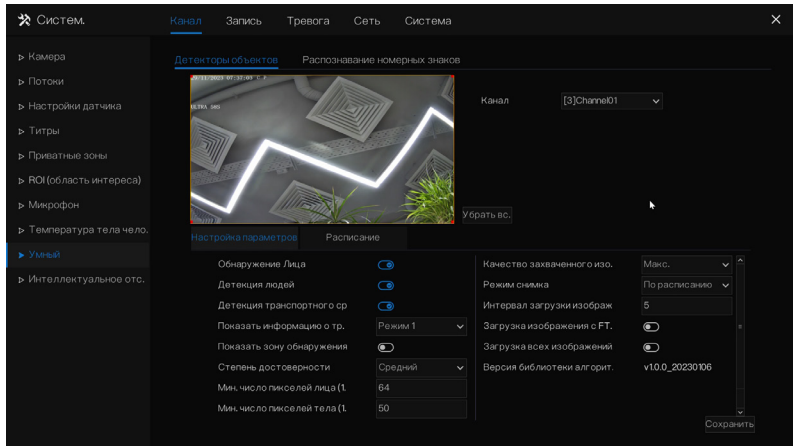 Систем.
Канал Запись Тревога Сеть Система
Камера
Потоки
Настройки датчика
Титры
Приватные зоны
ROI (область интереса)
Микрофон
Температура тела чело.
Умный
Интеллектуальное отс.
Детекторы объектов Распознавание номерных знаков
Канал [3]Channel01
Убрать вс.
Настройка параметров Расписание
Обнаружение Лица
Детекция людей
Детекция транспортного ср
Показать информацию о тр. Режим 1
Показать зону обнаружения
Степень достоверности Средний
Мин. число пикселей лица (1. 64
Мин. число пикселей тела (1. 50
Качество захваченного изо. Макс.
Режим снимка По расписанию
Интервал загрузки изображ 5
Загрузка изображения с FT.
Загрузка всех изображений
Версия библиотеки алгорит. v1.0.0_20230106
Сохранить